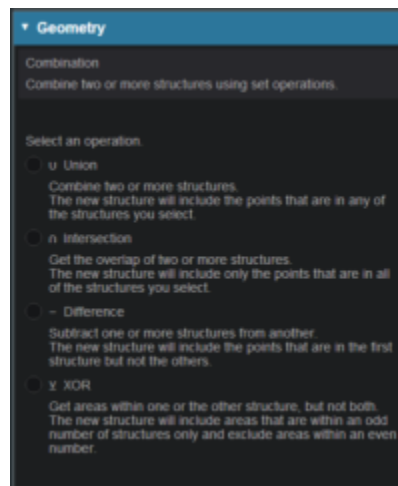 ▼ Geometry
Combination
Combine two or more structures using set operations.
Select an operation.
∪ Union
Combine two or more structures.
The new structure will include the points that are in any of
the structures you select.
∩ Intersection
Get the overlap of two or more structures.
The new structure will include only the points that are in all
of the structures you select.
− Difference
Subtract one or more structures from another.
The new structure will include the points that are in the first
structure but not the others.
⊻ XOR
Get areas within one or the other structure, but not both.
The new structure will include areas that are within an odd
number of structures only and exclude areas within an even
number.